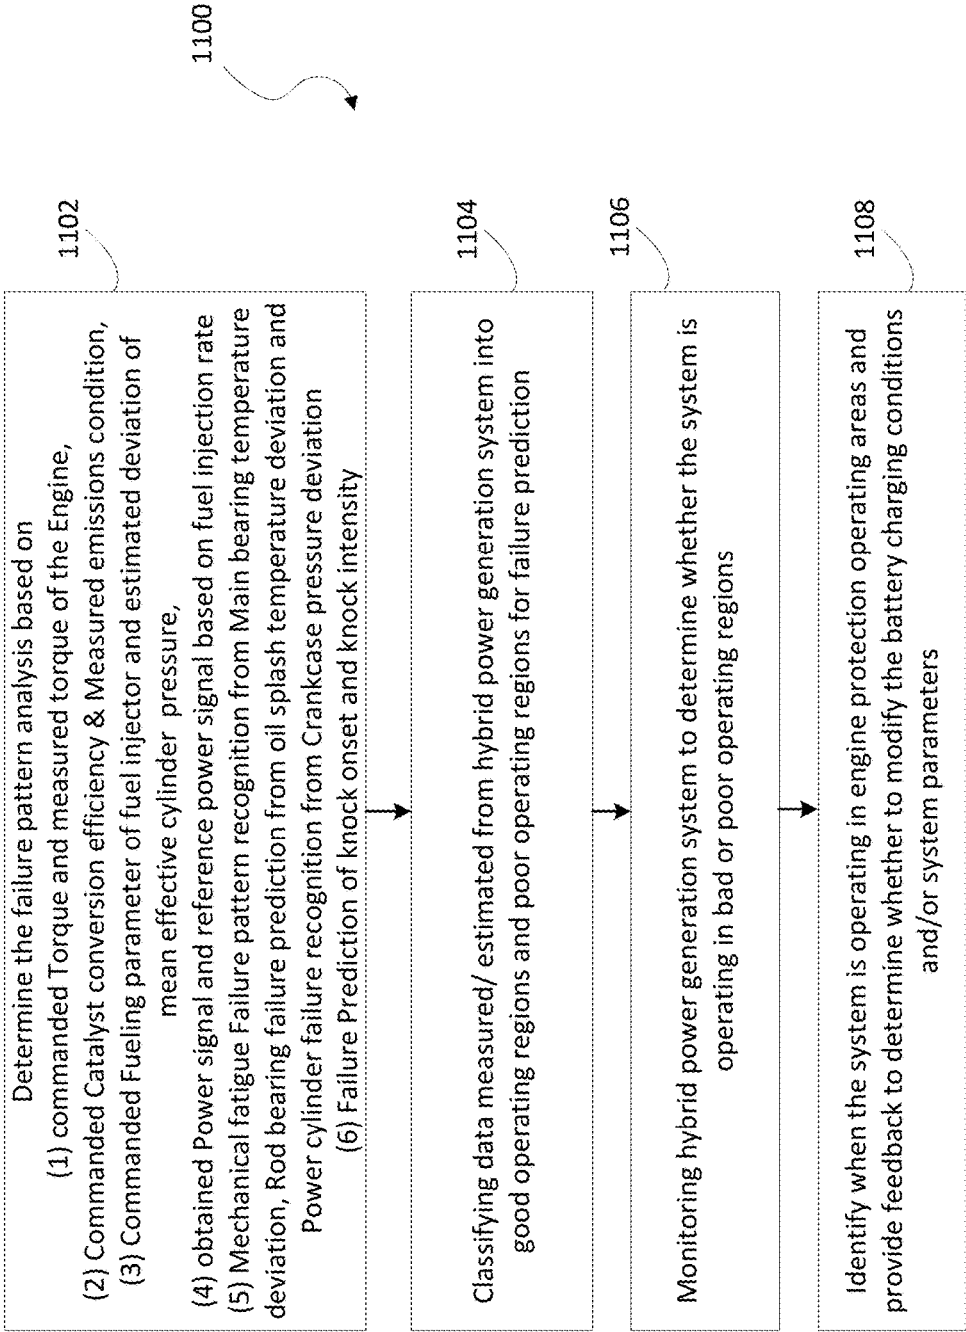 1100
1102
Determine the failure pattern analysis based on
(1) commanded Torque and measured torque of the Engine,
(2) Commanded Catalyst conversion efficiency & Measured emissions condition,
(3) Commanded Fueling parameter of fuel injector and estimated deviation of
mean effective cylinder pressure,
(4) obtained Power signal and reference power signal based on fuel injection rate
(5) Mechanical fatigue Failure pattern recognition from Main bearing temperature
deviation, Rod bearing failure prediction from oil splash temperature deviation and
Power cylinder failure recognition from Crankcase pressure deviation
(6) Failure Prediction of knock onset and knock intensity
1104
Classifying data measured/ estimated from hybrid power generation system into
good operating regions and poor operating regions for failure prediction
1106
Monitoring hybrid power generation system to determine whether the system is
operating in bad or poor operating regions
1108
Identify when the system is operating in engine protection operating areas and
provide feedback to determine whether to modify the battery charging conditions
and/or system parameters